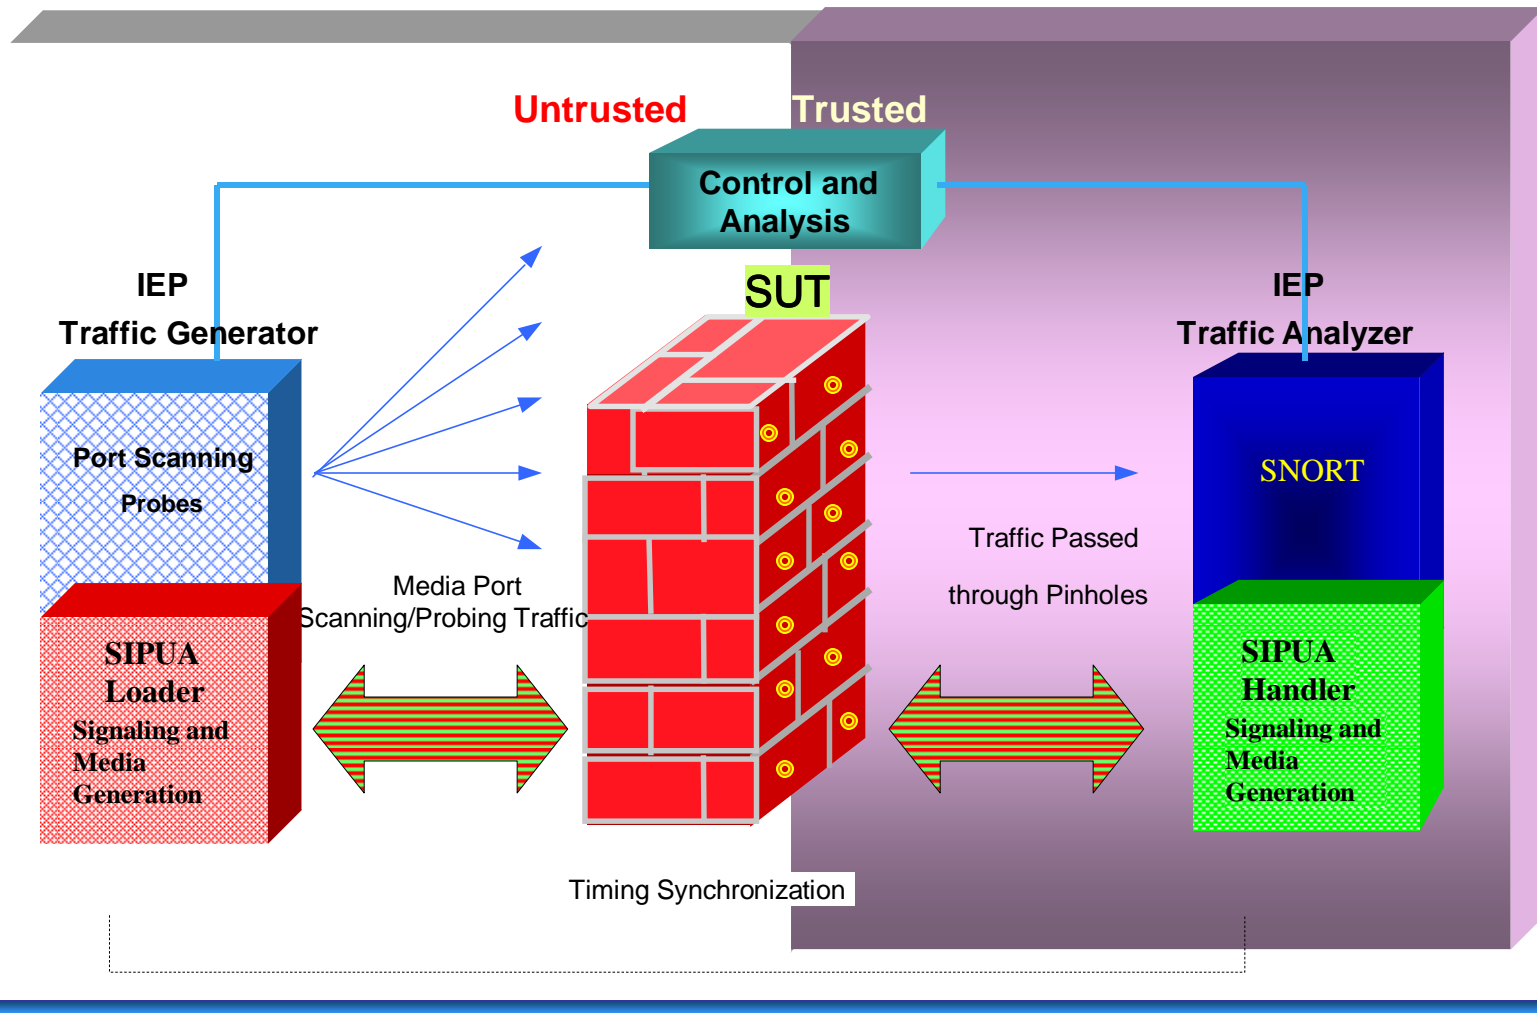 Untrusted
Trusted
Control and
Analysis
SUT
IEP
Traffic Generator
IEP
Traffic Analyzer
Port Scanning
Probes
SNORT
Media Port
Scanning/Probing Traffic
Traffic Passed
through Pinholes
SIPUA
Loader
Signaling and
Media
Generation
SIPUA
Handler
Signaling and
Media
Generation
Timing Synchronization